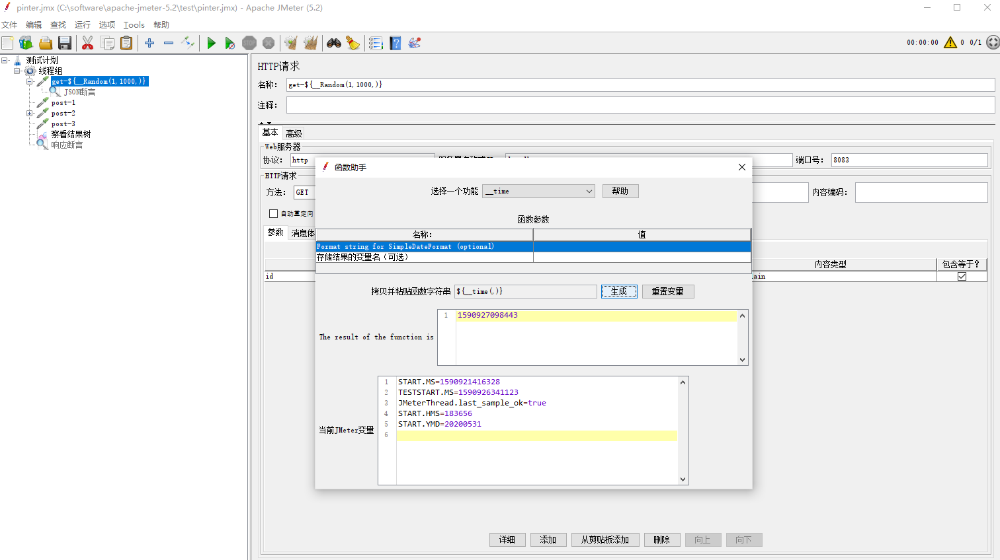 pinter.jmx (C:\software\apache-jmeter-5.2\test\pinter.jmx) - Apache JMeter (5.2)
文件 编辑 查找 运行 选项 Tools 帮助
STOP
00:00:00 0 0/1
测试计划
线程组
get-${__Random(1,1000,)}
JSON断言
post-1
post-2
post-3
察看结果树
响应断言
HTTP请求
名称: get-${__Random(1,1000,)}
注释:
基本 高级
Web服务器
协议: http
端口号: 8083
HTTP请求
方法: GET
内容编码:
自动重定向
参数 消息体
内容类型 包含等于?
id
ain
函数助手
选择一个功能 __time 帮助
函数参数
名称: 值
Format string for SimpleDateFormat (optional)
存储结果的变量名（可选）
拷贝并粘贴函数字符串 ${__time(,)} 生成 重置变量
The result of the function is
1 1590927098443
当前JMeter变量
1 START.MS=1590921416328
2 TESTSTART.MS=1590926341123
3 JMeterThread.last_sample_ok=true
4 START.HMS=183656
5 START.YMD=20200531
6
详细 添加 从剪贴板添加 删除 向上 向下